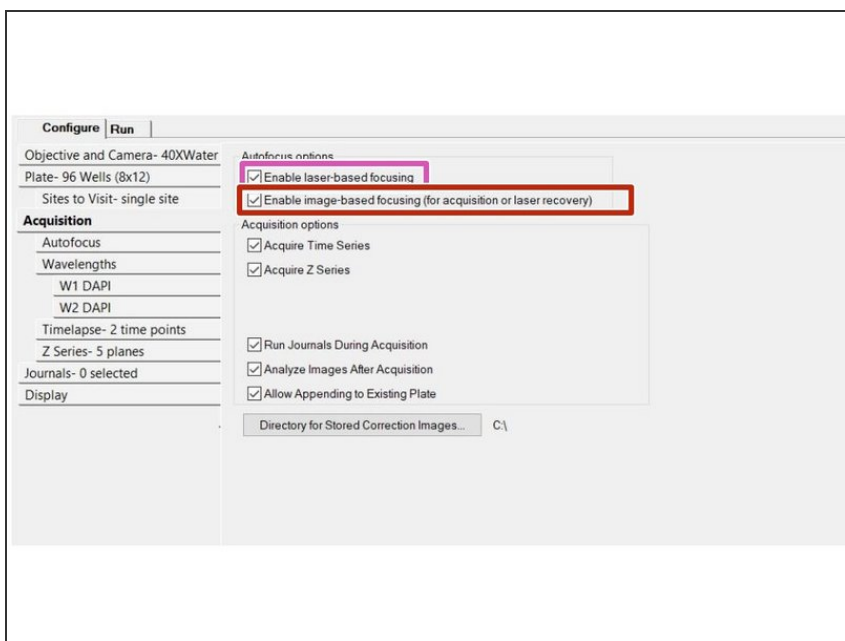 Configure Run
Objective and Camera- 40XWater
Plate- 96 Wells (8x12)
Sites to Visit- single site
Acquisition
Autofocus
Wavelengths
W1 DAPI
W2 DAPI
Timelapse- 2 time points
Z Series- 5 planes
Journals- 0 selected
Display
Autofocus options
Enable laser-based focusing
Enable image-based focusing (for acquisition or laser recovery)
Acquisition options
Acquire Time Series
Acquire Z Series
Run Journals During Acquisition
Analyze Images After Acquisition
Allow Appending to Existing Plate
Directory for Stored Correction Images... C:\